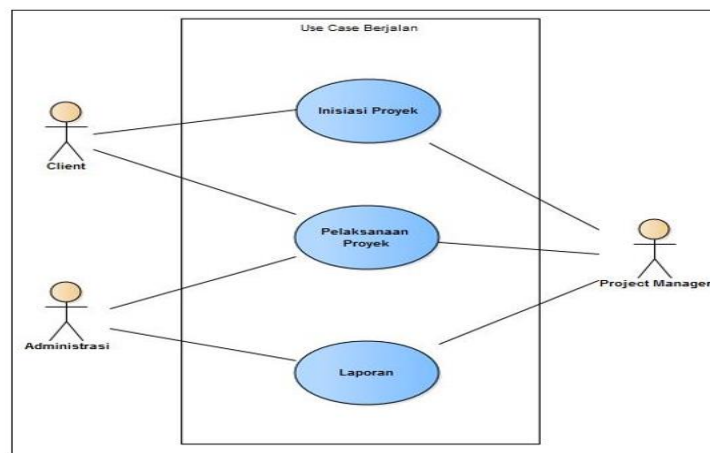 Use Case Berjalan
Inisiasi Proyek
Client
Pelaksanaan
Proyek
Project Manager
Administrasi
Laporan